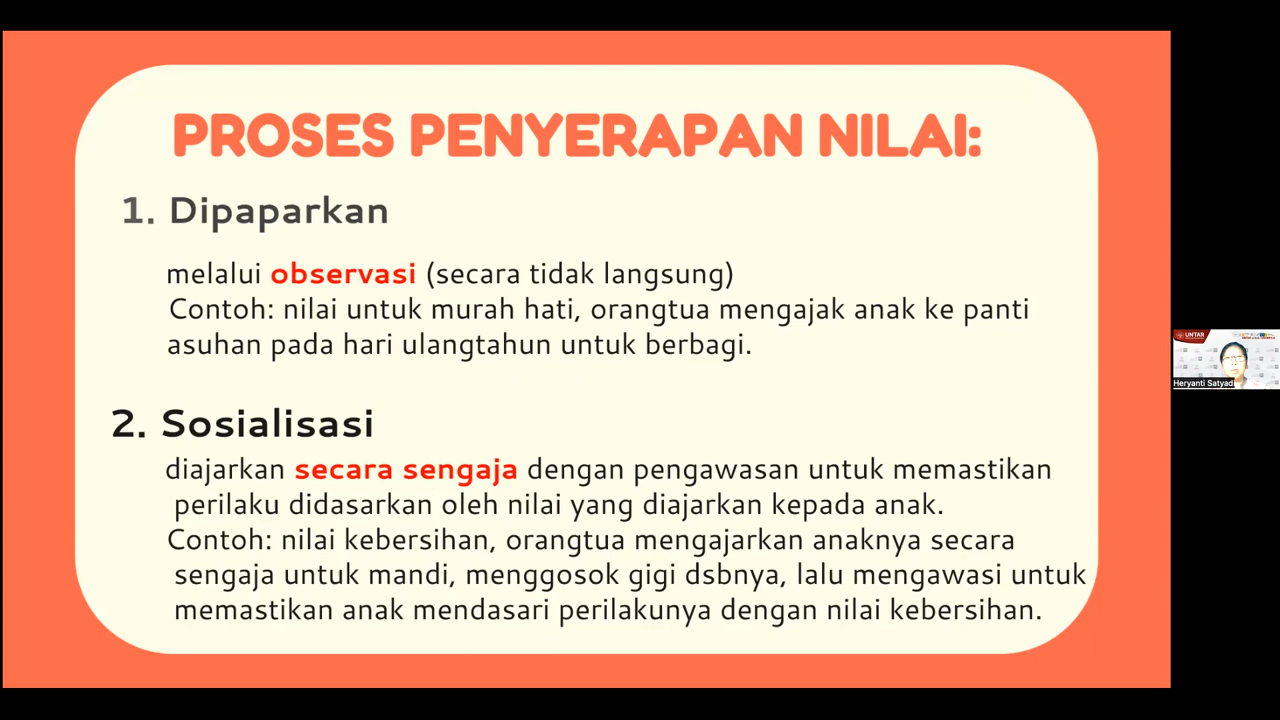 PROSES PENYERAPAN NILAI:
1. Dipaparkan
melalui observasi (secara tidak langsung)
Contoh: nilai untuk murah hati, orangtua mengajak anak ke panti
asuhan pada hari ulangtahun untuk berbagi.
2. Sosialisasi
diajarkan secara sengaja dengan pengawasan untuk memastikan
perilaku didasarkan oleh nilai yang diajarkan kepada anak.
Contoh: nilai kebersihan, orangtua mengajarkan anaknya secara
sengaja untuk mandi, menggosok gigi dsbnya, lalu mengawasi untuk
memastikan anak mendasari perilakunya dengan nilai kebersihan.
UNTAR
Heryanti Satyad